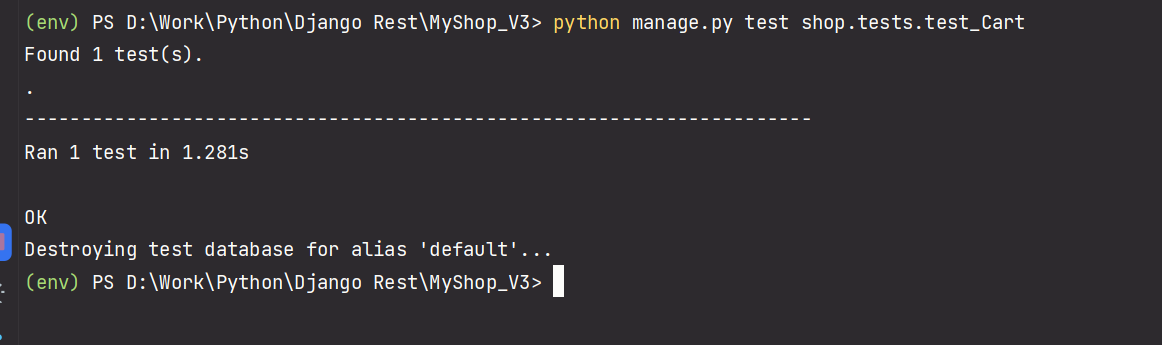 (env) PS D:\Work\Python\Django Rest\MyShop_V3> python manage.py test shop.tests.test_Cart
Found 1 test(s).
.
----------------------------------------------------------------------
Ran 1 test in 1.281s
OK
Destroying test database for alias 'default'...
(env) PS D:\Work\Python\Django Rest\MyShop_V3>